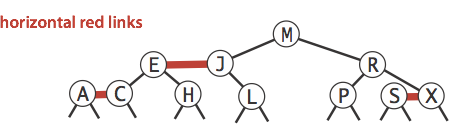 horizontal red links
M
E J R
A C H L P S X